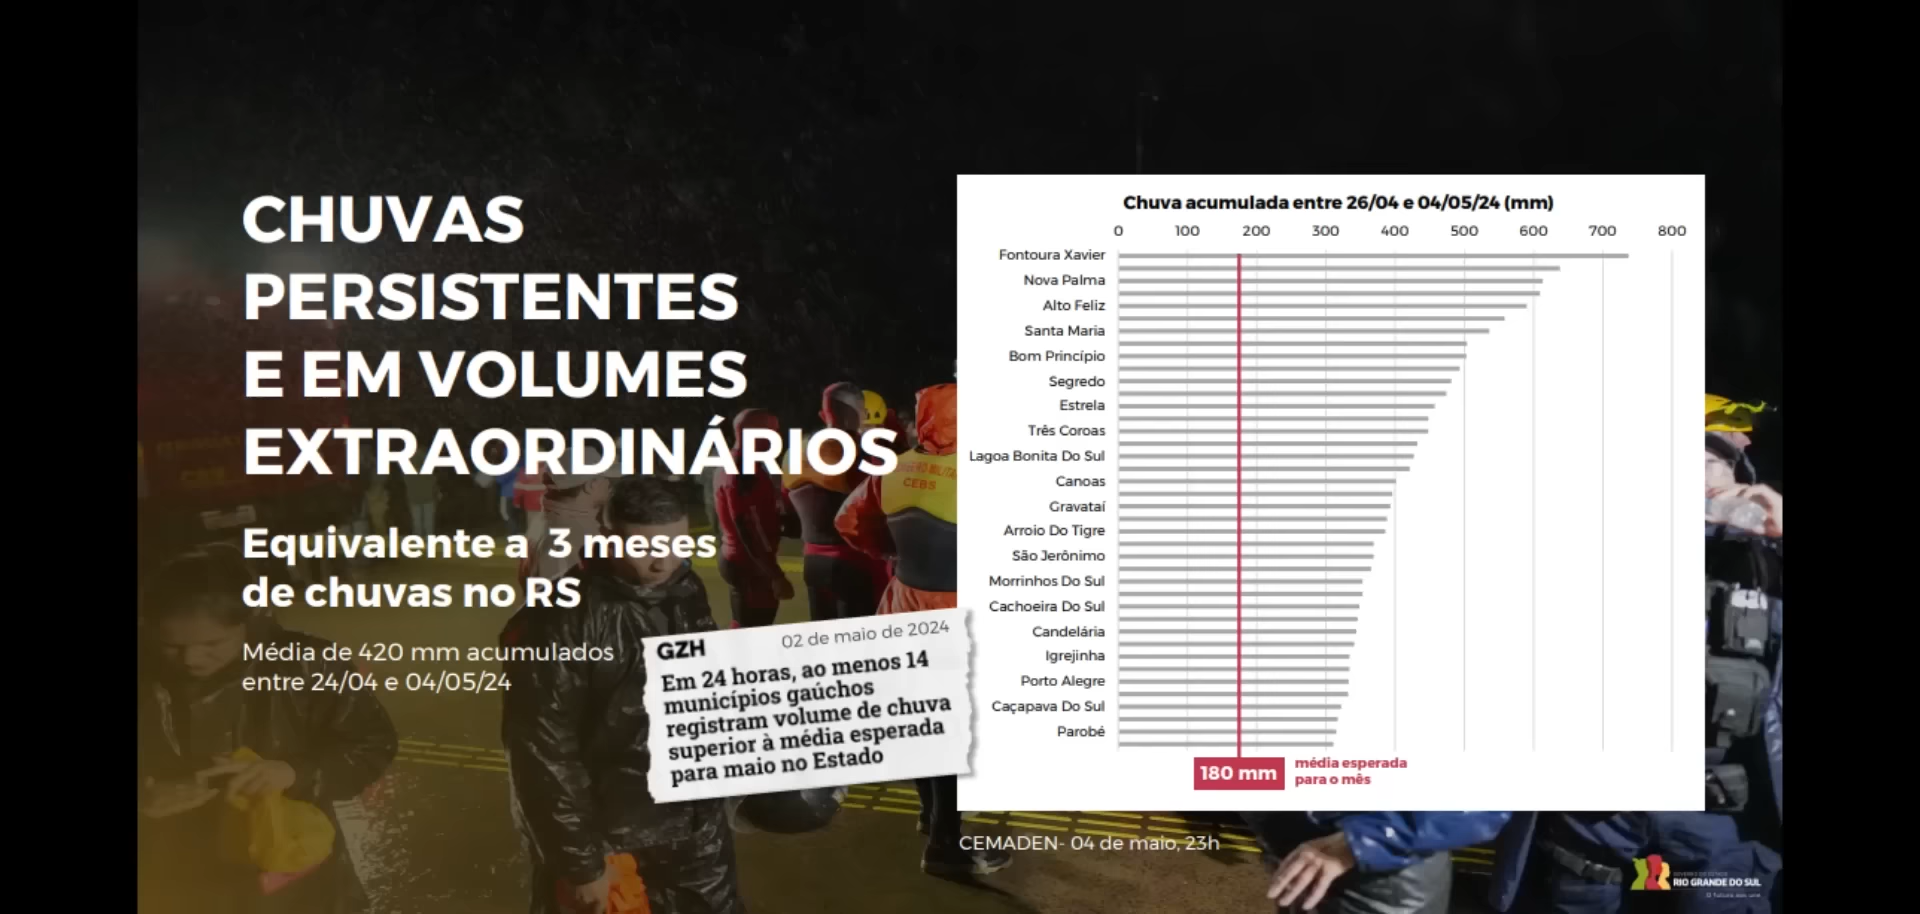 CHUVAS
PERSISTENTES
E EM VOLUMES
EXTRAORDINÁRIOS
Equivalente a 3 meses
de chuvas no RS
Média de 420 mm acumulados
entre 24/04 e 04/05/24
GZH
02 de maio de 2024
Em 24 horas, ao menos 14
municípios gaúchos
registram volume de chuva
superior à média esperada
para maio no Estado
Chuva acumulada entre 26/04 e 04/05/24 (mm)
0 100 200 300 400 500 600 700 800
Fontoura Xavier
Nova Palma
Alto Feliz
Santa Maria
Bom Princípio
Segredo
Estrela
Três Coroas
Lagoa Bonita Do Sul
Canoas
Gravataí
Arroio Do Tigre
São Jerônimo
Morrinhos Do Sul
Cachoeira Do Sul
Candelária
Igrejinha
Porto Alegre
Caçapava Do Sul
Parobé
180 mm
média esperada
para o mês
CEMADEN- 04 de maio, 23h
CEBS
RIO GRANDE DO SUL